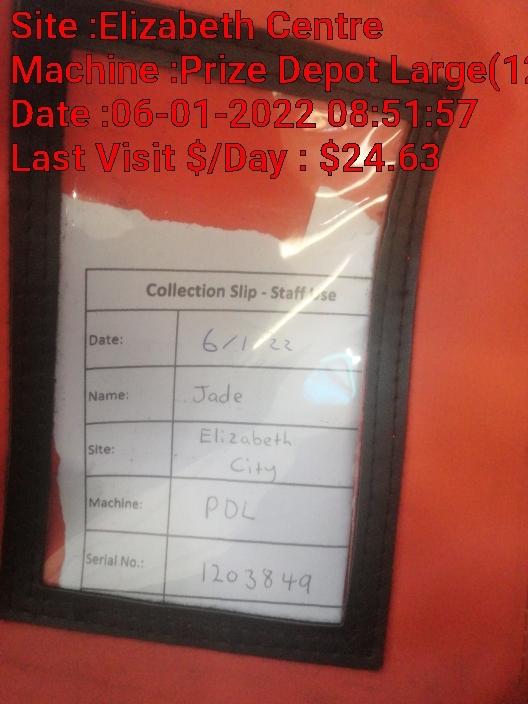 Site :Elizabeth Centre
Machine :Prize Depot Large(12
Date :06-01-2022 08:51:57
Last Visit $/Day : $24.63
Collection Slip - Staff Use
Date: 6/1/22
Name: Jade
Site: Elizabeth
City
Machine: PDL
Serial No.: 1203849